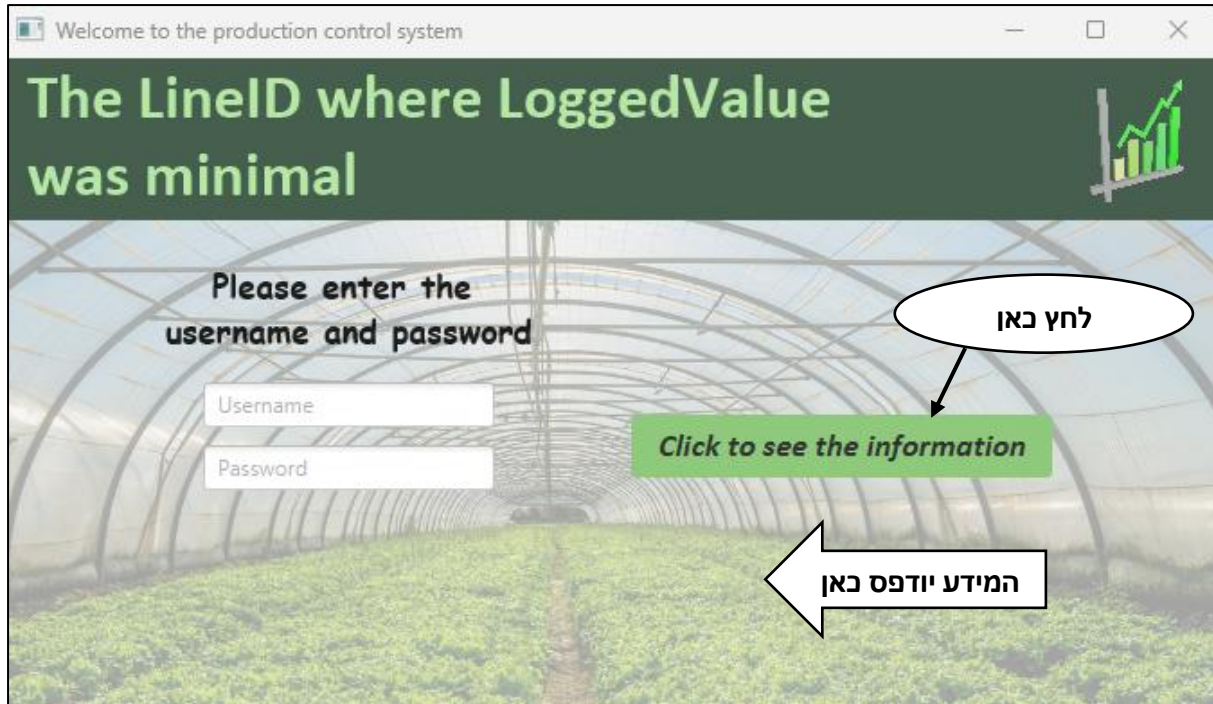 Welcome to the production control system
The LineID where LoggedValue
was minimal
Please enter the
username and password
לחץ כאן
Username
Click to see the information
Password
המידע יודפס כאן